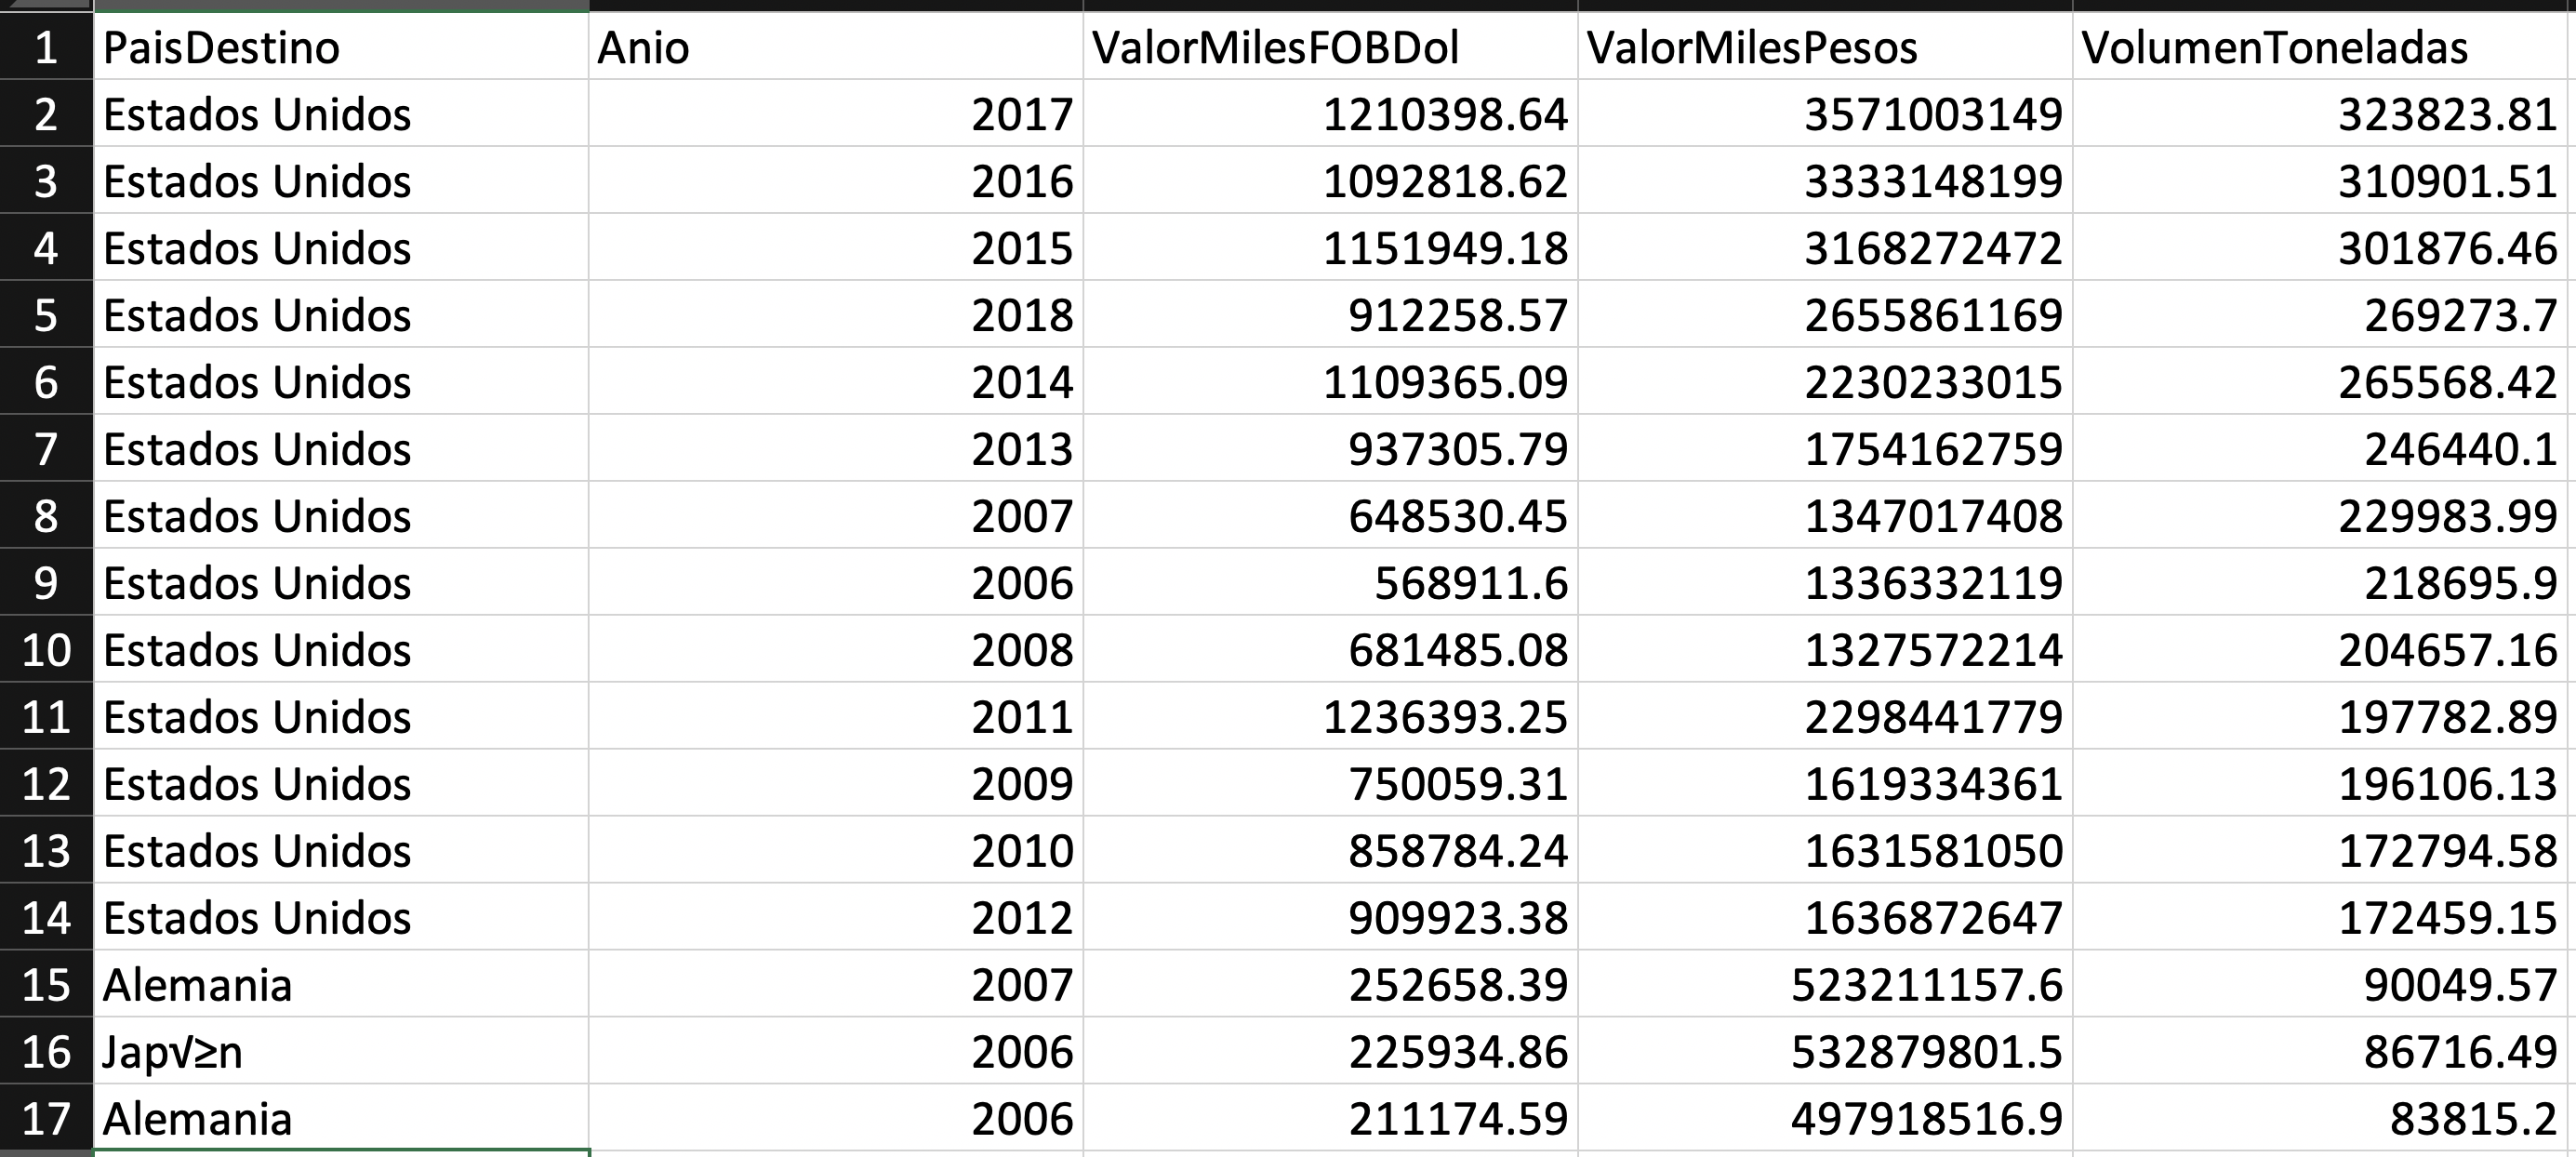 1 PaisDestino Anio ValorMilesFOBDol ValorMilesPesos VolumenToneladas
2 Estados Unidos 2017 1210398.64 3571003149 323823.81
3 Estados Unidos 2016 1092818.62 3333148199 310901.51
4 Estados Unidos 2015 1151949.18 3168272472 301876.46
5 Estados Unidos 2018 912258.57 2655861169 269273.7
6 Estados Unidos 2014 1109365.09 2230233015 265568.42
7 Estados Unidos 2013 937305.79 1754162759 246440.1
8 Estados Unidos 2007 648530.45 1347017408 229983.99
9 Estados Unidos 2006 568911.6 1336332119 218695.9
10 Estados Unidos 2008 681485.08 1327572214 204657.16
11 Estados Unidos 2011 1236393.25 2298441779 197782.89
12 Estados Unidos 2009 750059.31 1619334361 196106.13
13 Estados Unidos 2010 858784.24 1631581050 172794.58
14 Estados Unidos 2012 909923.38 1636872647 172459.15
15 Alemania 2007 252658.39 523211157.6 90049.57
16 Jap√≥n 2006 225934.86 532879801.5 86716.49
17 Alemania 2006 211174.59 497918516.9 83815.2